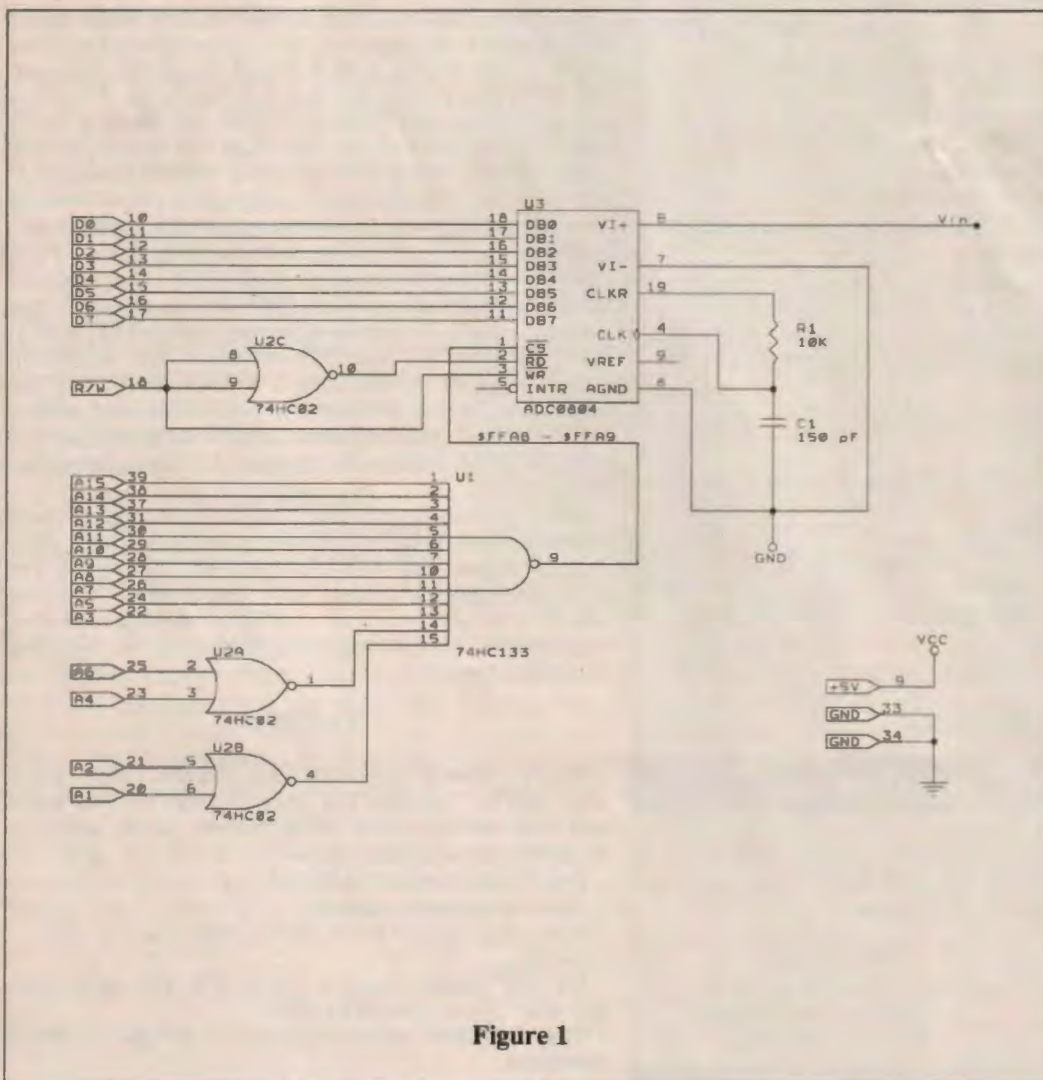 U3
D0 10 18 DB0 VI+ 6 Vin
D1 11 17 DB1
D2 12 16 DB2
D3 13 15 DB3 VI- 7
D4 14 14 DB4
D5 15 13 DB5 CLKR 19
D6 16 12 DB6
D7 17 11 DB7
CLK 4
R1
10K
U2C
8
9
10
74HC02
R/W 18
1 CS
2 RD
3 WR
5 INTR
VREF 9
AGND 8
ADC0804
C1
150 pF
$FFA8 - $FFA9
GND
U1
A15 39 1
A14 38 2
A13 37 3
A12 31 4
A11 30 5
A10 29 6
A9 28 7
A8 27 10
A7 26 11
A5 24 12
A3 22 13
14
15
9
74HC133
U2A
A6 25 2
A4 23 3
1
74HC02
U2B
A2 21 5
A1 20 6
4
74HC02
VCC
+5V 9
GND 33
GND 34
Figure 1